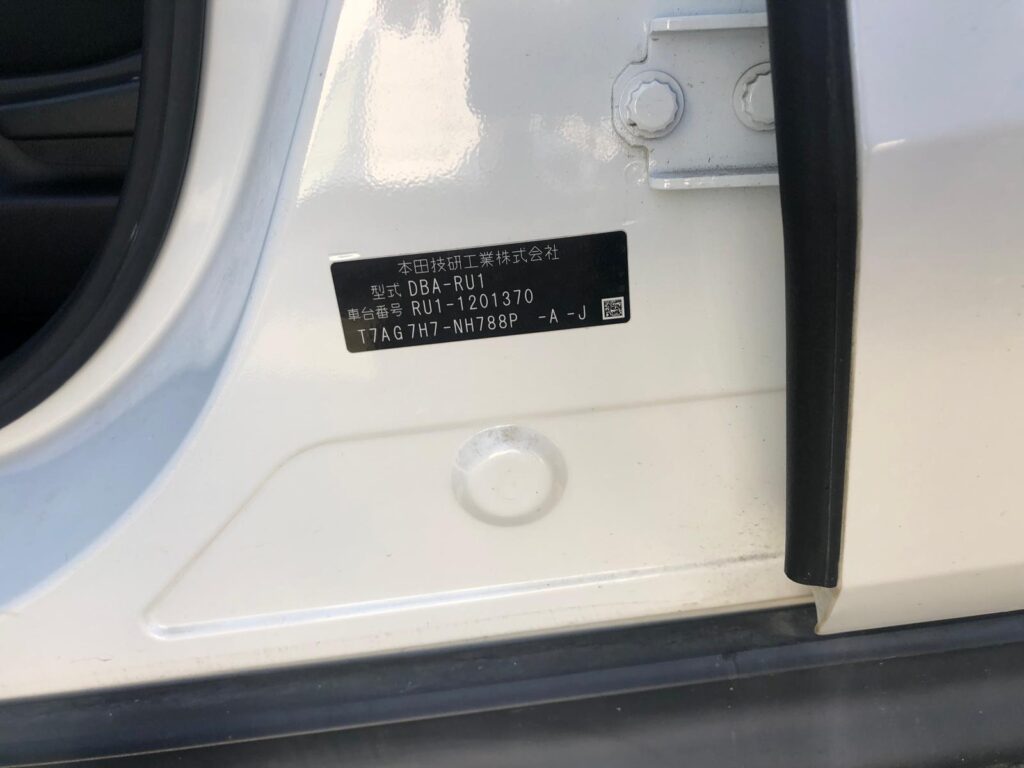 本田技研工業株式会社
型式 DBA-RU1
車台番号 RU1-1201370
T7AG7H7-NH788P -A -J